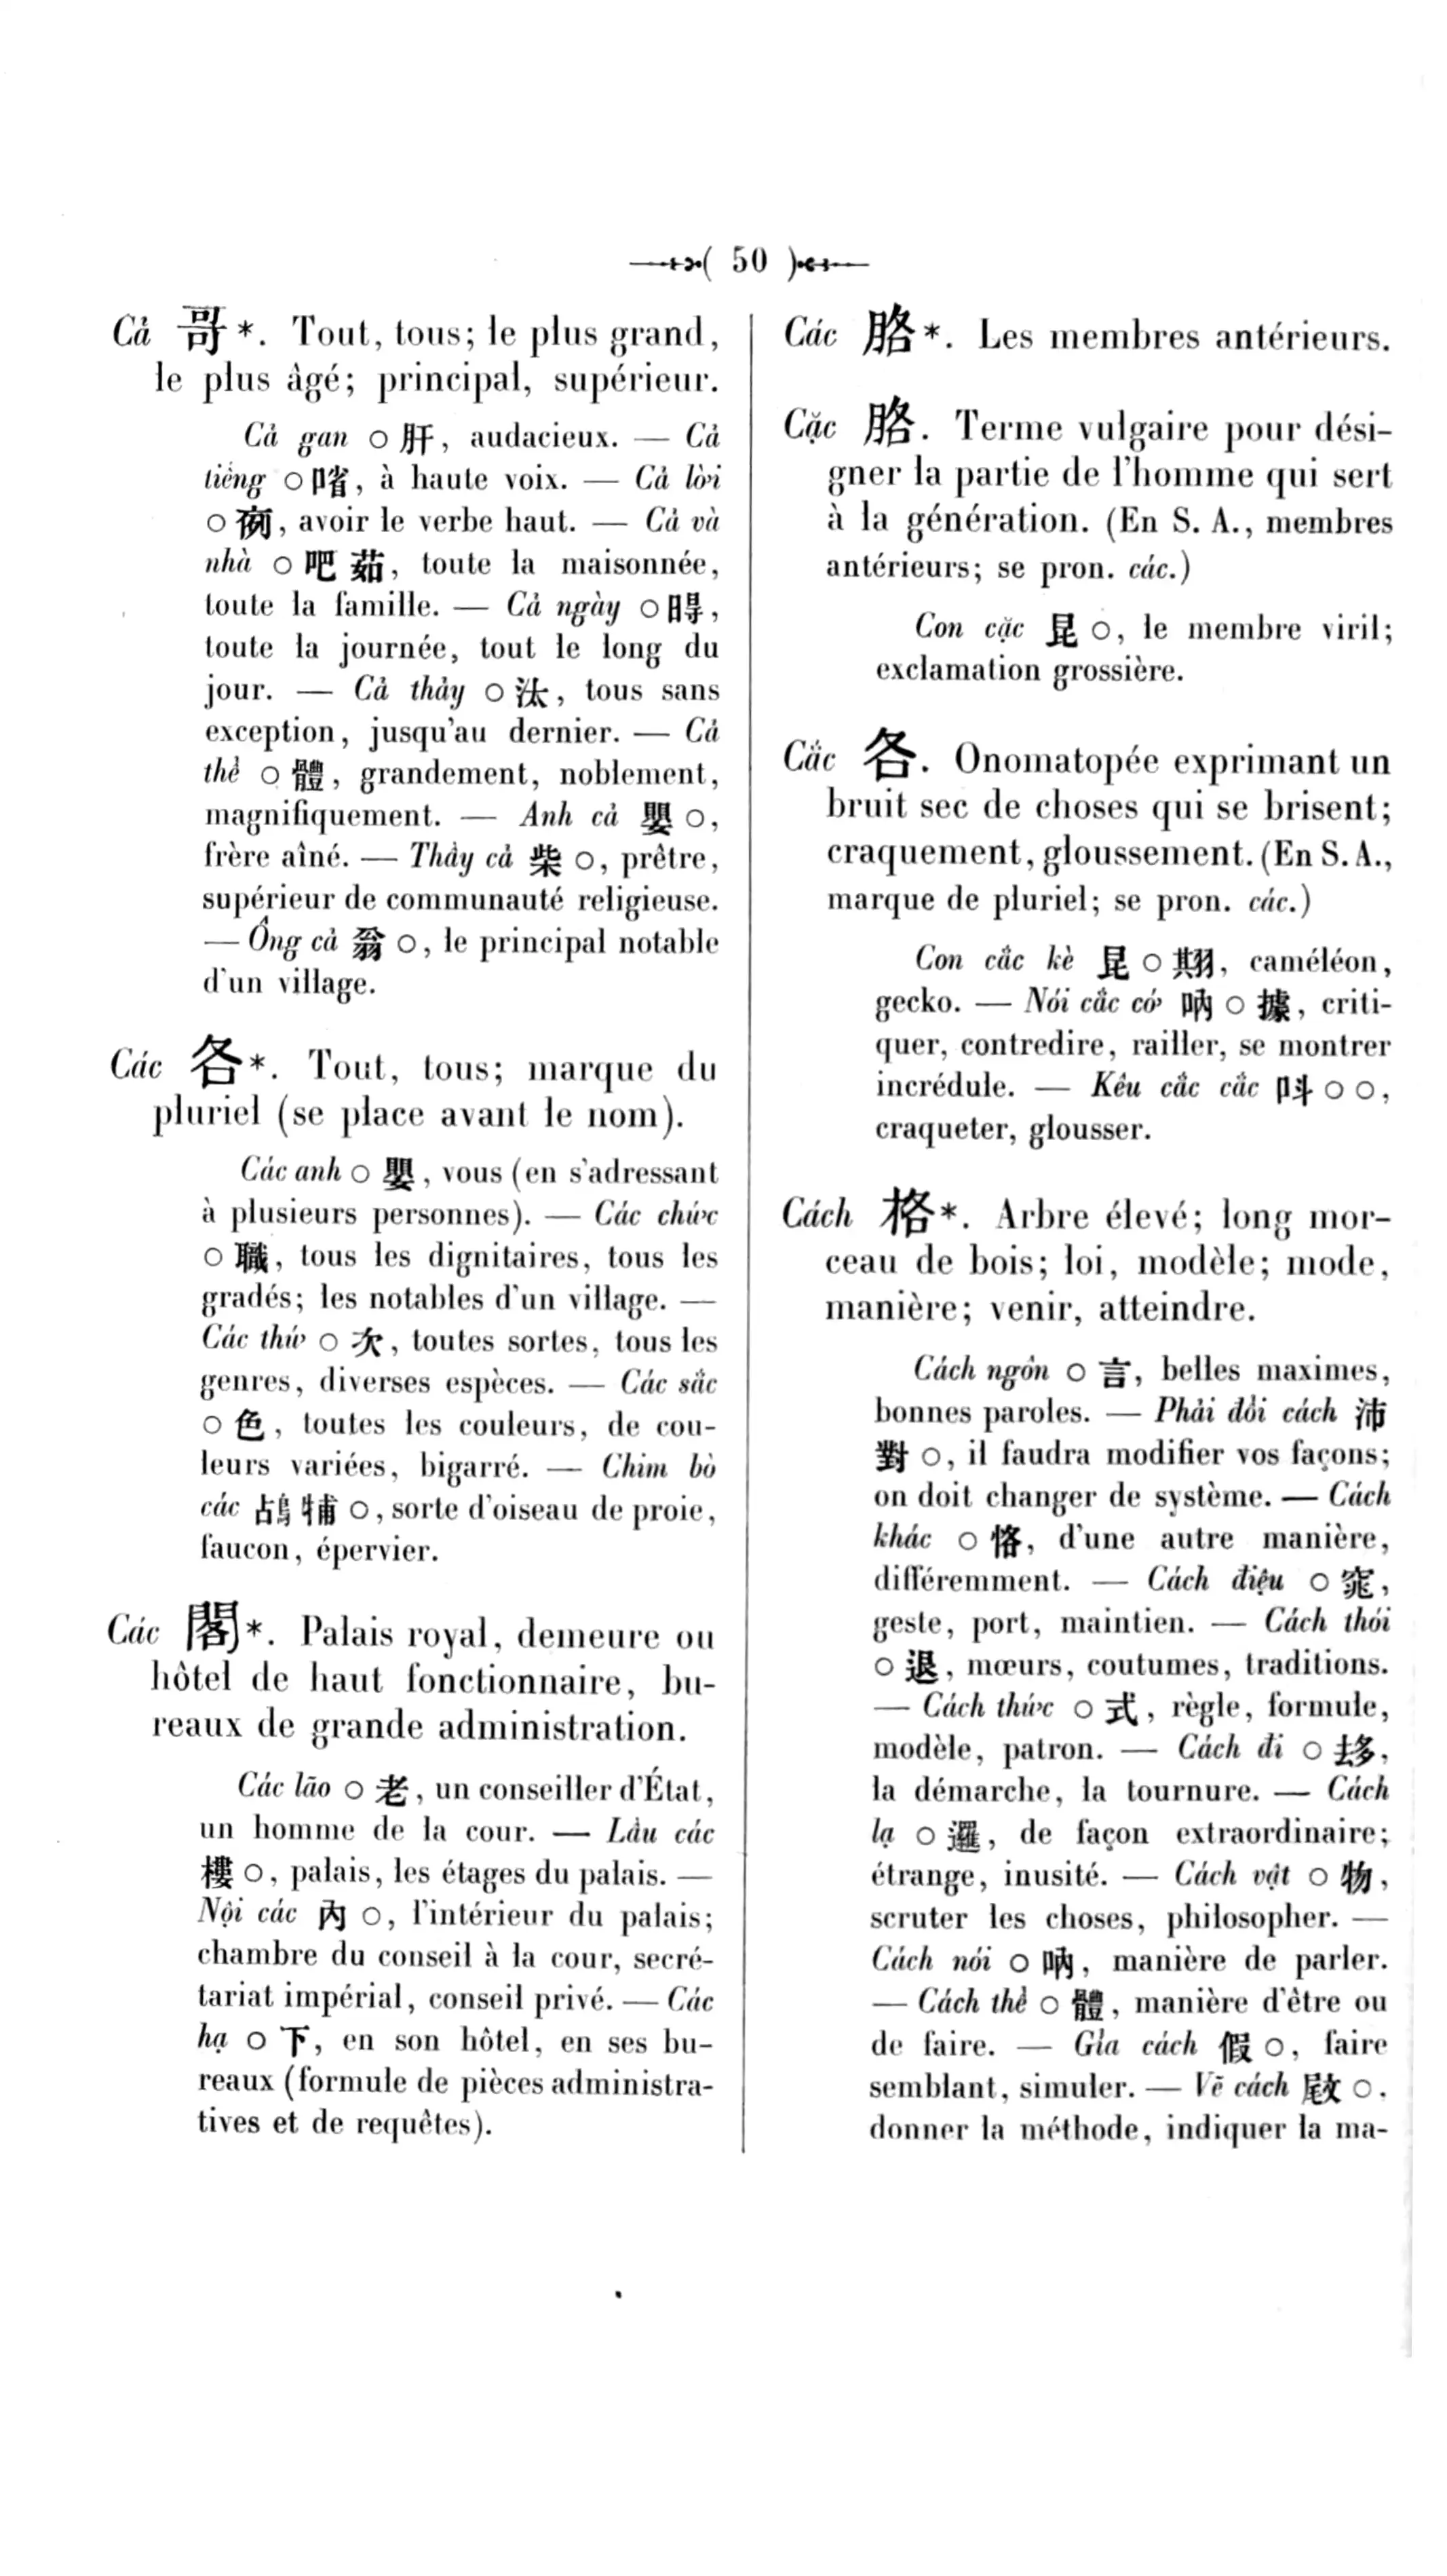 ( 50 )
Cả 哿 *. Tout, tous; le plus grand,
le plus âgé; principal, supérieur.
Cả gan ○ 肝, audacieux. — Cả
tiếng ○ 㗂, à haute voix. — Cả lời
○ , avoir le verbe haut. — Cả và
nhà ○ 吧 茹, toute la maisonnée,
toute la famille. — Cả ngày ○ 㝵,
toute la journée, tout le long du
jour. — Cả thảy ○ 汰, tous sans
exception, jusqu'au dernier. — Cả
thể ○ 體, grandement, noblement,
magnifiquement. — Anh cả 嬰 ○,
frère aîné. — Thầy cả 柴 ○, prêtre,
supérieur de communauté religieuse.
— Ông cả 翁 ○, le principal notable
d'un village.
Các 各 *. Tout, tous; marque du
pluriel (se place avant le nom).
Các anh ○ 嬰, vous (en s'adressant
à plusieurs personnes). — Các chức
○ 職, tous les dignitaires, tous les
gradés; les notables d'un village. —
Các thứ ○ 次, toutes sortes, tous les
genres, diverses espèces. — Các sắc
○ 色, toutes les couleurs, de cou-
leurs variées, bigarré. — Chim bò
các 鴣 犕 ○, sorte d'oiseau de proie,
faucon, épervier.
Các 閣 *. Palais royal, demeure ou
hôtel de haut fonctionnaire, bu-
reaux de grande administration.
Các lão ○ 老, un conseiller d'État,
un homme de la cour. — Lầu các
樓 ○, palais, les étages du palais. —
Nội các 內 ○, l'intérieur du palais;
chambre du conseil à la cour, secré-
tariat impérial, conseil privé. — Các
hạ ○ 下, en son hôtel, en ses bu-
reaux (formule de pièces administra-
tives et de requêtes).
Các 胳 *. Les membres antérieurs.
Cặc 胳. Terme vulgaire pour dési-
gner la partie de l'homme qui sert
à la génération. (En S. A., membres
antérieurs; se pron. các.)
Con cặc 昆 ○, le membre viril;
exclamation grossière.
Cắc 各. Onomatopée exprimant un
bruit sec de choses qui se brisent;
craquement, gloussement. (En S. A.,
marque de pluriel; se pron. các.)
Con cắc kè 昆 ○ , caméléon,
gecko. — Nói cắc cớ 吶 ○ 據, criti-
quer, contredire, railler, se montrer
incrédule. — Kêu cắc cắc 呌 ○ ○,
craqueter, glousser.
Cách 格 *. Arbre élevé; long mor-
ceau de bois; loi, modèle; mode,
manière; venir, atteindre.
Cách ngôn ○ 言, belles maximes,
bonnes paroles. — Phải đổi cách 沛
對 ○, il faudra modifier vos façons;
on doit changer de système. — Cách
khác ○ 恪, d'une autre manière,
différemment. — Cách điệu ○ 窕,
geste, port, maintien. — Cách thói
○ 退, mœurs, coutumes, traditions.
— Cách thức ○ 式, règle, formule,
modèle, patron. — Cách đi ○ 𠫾,
la démarche, la tournure. — Cách
lạ ○ 邏, de façon extraordinaire;
étrange, inusité. — Cách vật ○ 物,
scruter les choses, philosopher. —
Cách nói ○ 吶, manière de parler.
— Cách thể ○ 體, manière d'être ou
de faire. — Giả cách 假 ○, faire
semblant, simuler. — Vẽ cách ○.
donner la méthode, indiquer la ma-